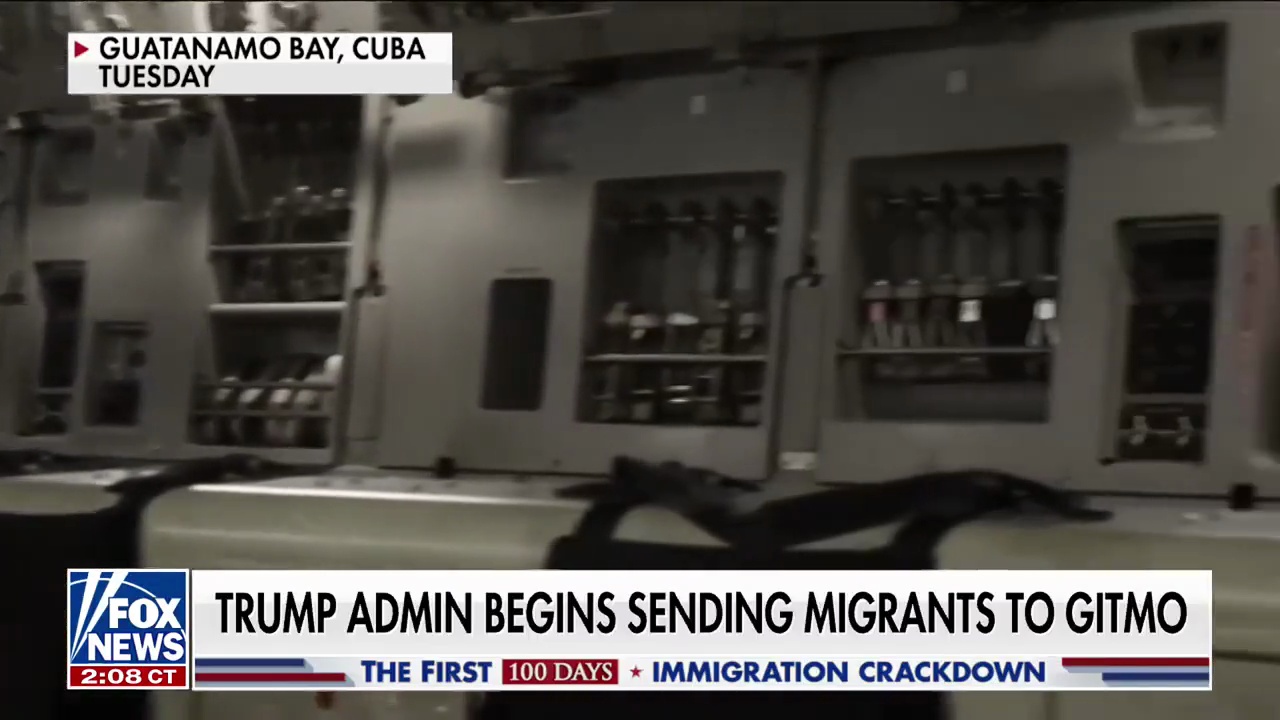 GUATANAMO BAY, CUBA
TUESDAY
FOX
NEWS
2:08 CT
TRUMP ADMIN BEGINS SENDING MIGRANTS TO GITMO
THE FIRST 100 DAYS IMMIGRATION CRACKDOWN